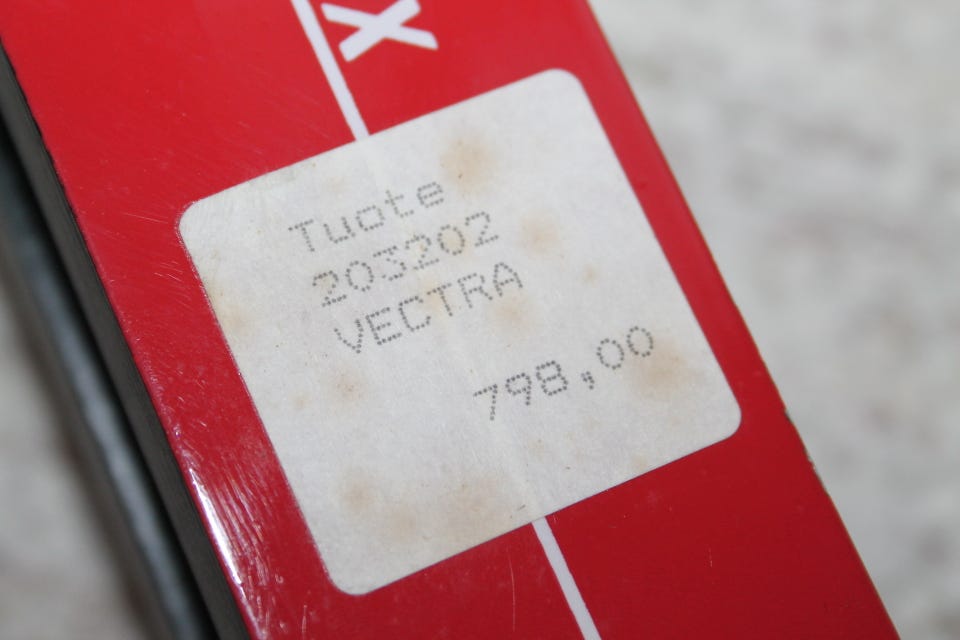 X
Tuote
203202
VECTRA
798,00